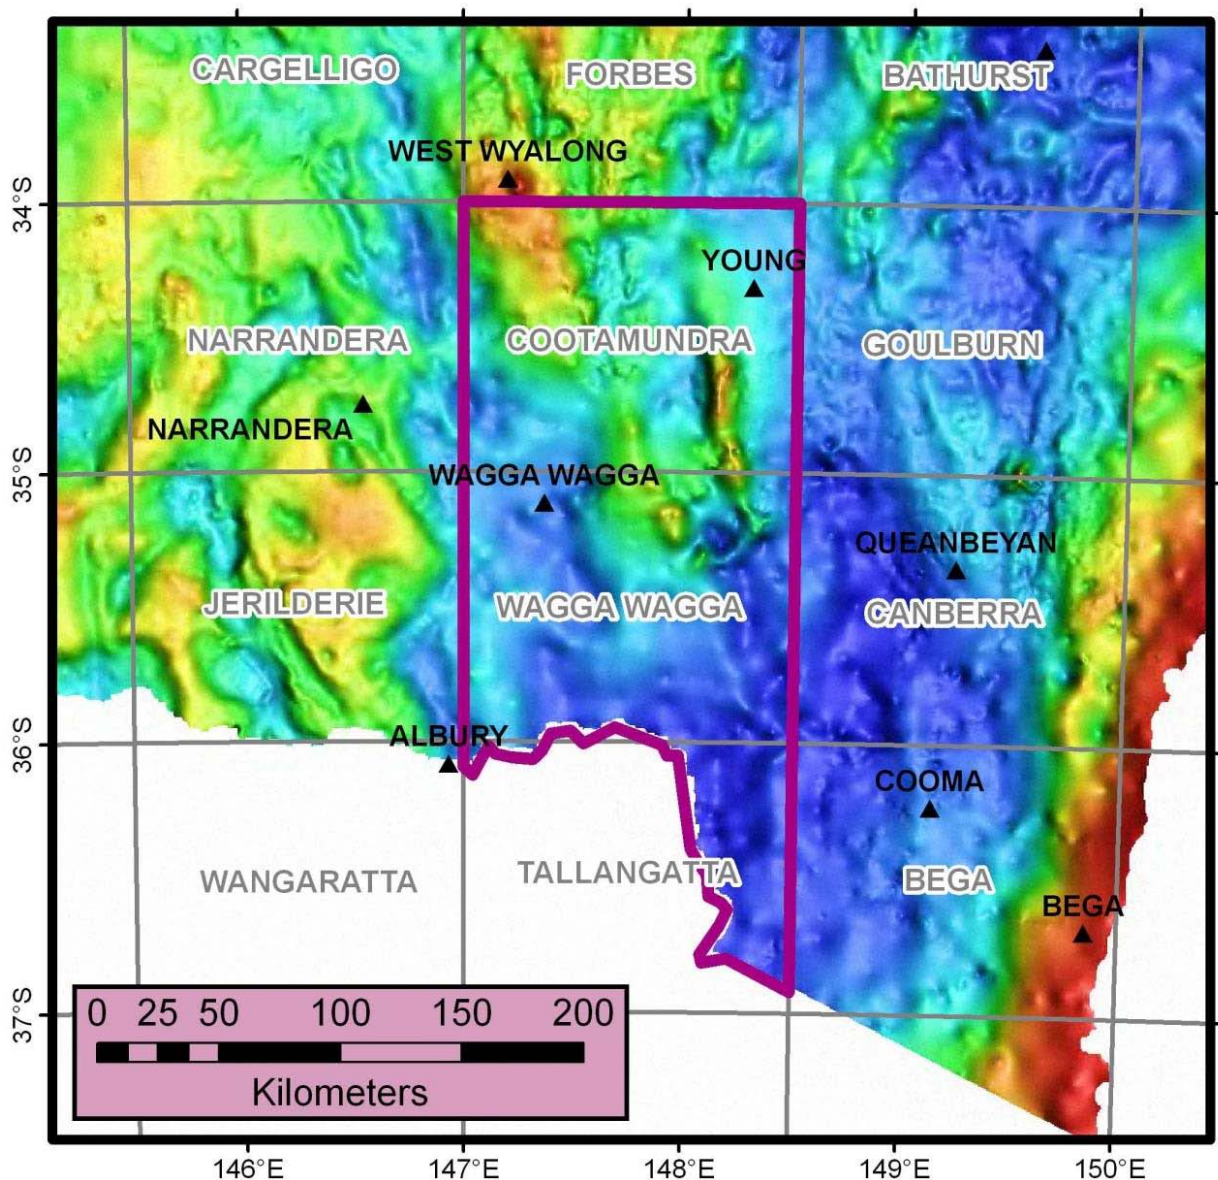 CARGELLIGO
FORBES
BATHURST
WEST WYALONG
34°S
YOUNG
NARRANDERA
COOTAMUNDRA
GOULBURN
NARRANDERA
35°S
WAGGA WAGGA
QUEANBEYAN
JERILDERIE
WAGGA WAGGA
CANBERRA
36°S
ALBURY
COOMA
WANGARATTA
TALLANGATTA
BEGA
BEGA
37°S
0 25 50 100 150 200
Kilometers
146°E 147°E 148°E 149°E 150°E